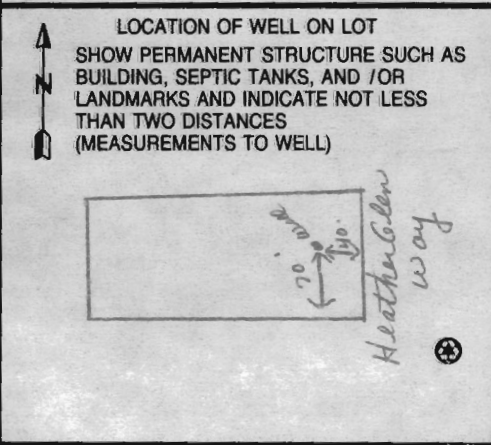 LOCATION OF WELL ON LOT
N
SHOW PERMANENT STRUCTURE SUCH AS
BUILDING, SEPTIC TANKS, AND /OR
LANDMARKS AND INDICATE NOT LESS
THAN TWO DISTANCES
(MEASUREMENTS TO WELL)
70'
Well
40'
Heather Glen
Way